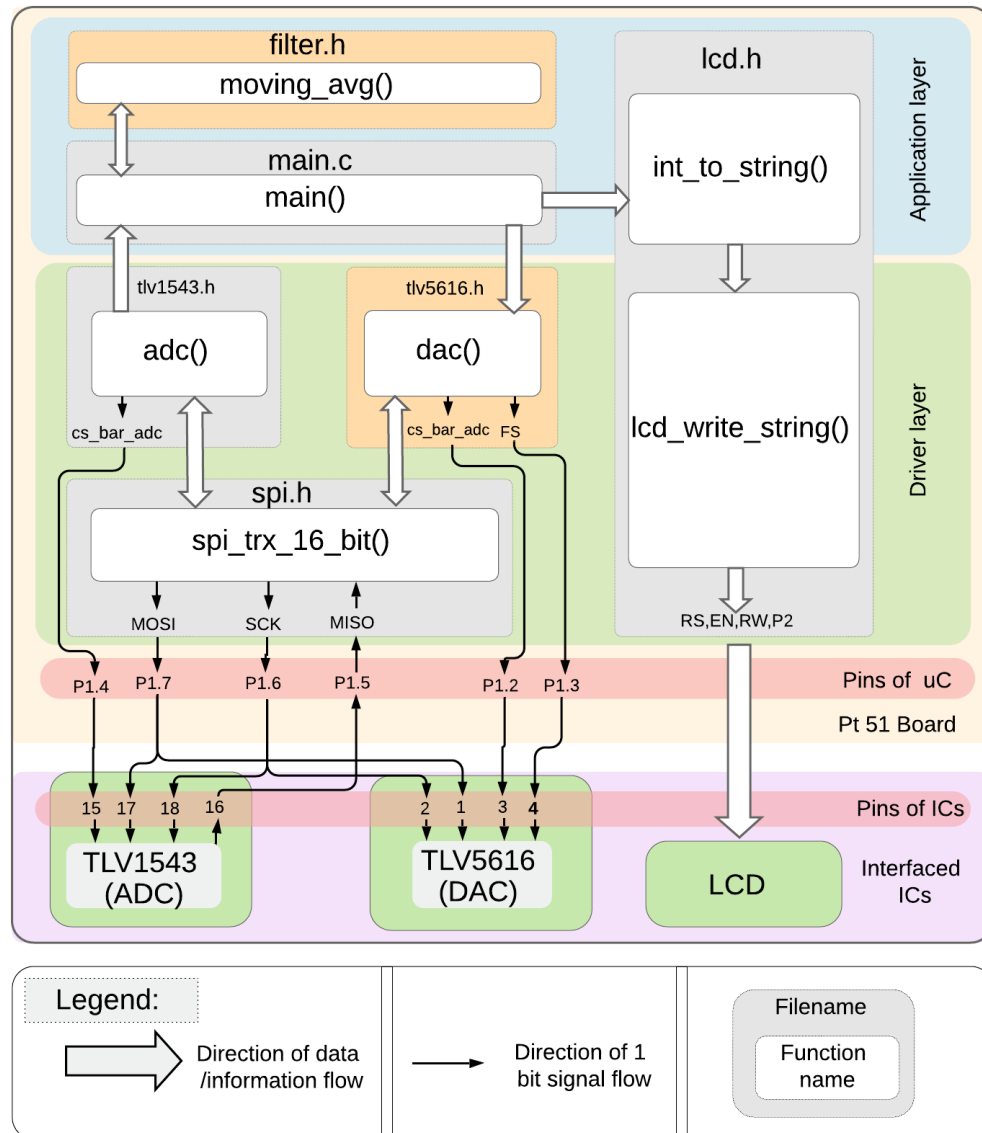 filter.h
moving_avg()
main.c
main()
lcd.h
int_to_string()
Application layer
tlv1543.h
adc()
cs_bar_adc
tlv5616.h
dac()
cs_bar_adc
FS
lcd_write_string()
RS,EN,RW,P2
Driver layer
spi.h
spi_trx_16_bit()
MOSI
SCK
MISO
P1.4
P1.7
P1.6
P1.5
P1.2
P1.3
Pins of uC
Pt 51 Board
15
17
18
16
2
1
3
4
Pins of ICs
TLV1543
(ADC)
TLV5616
(DAC)
LCD
Interfaced
ICs
Legend:
Direction of data
/information flow
Direction of 1
bit signal flow
Filename
Function
name